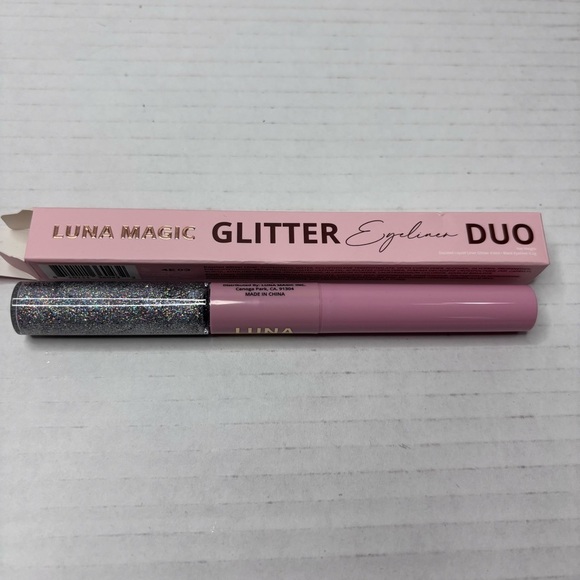 LUNA MAGIC GLITTER Eyeliner DUO
Canoga Park, CA. 91304
MADE IN CHINA
LUNA